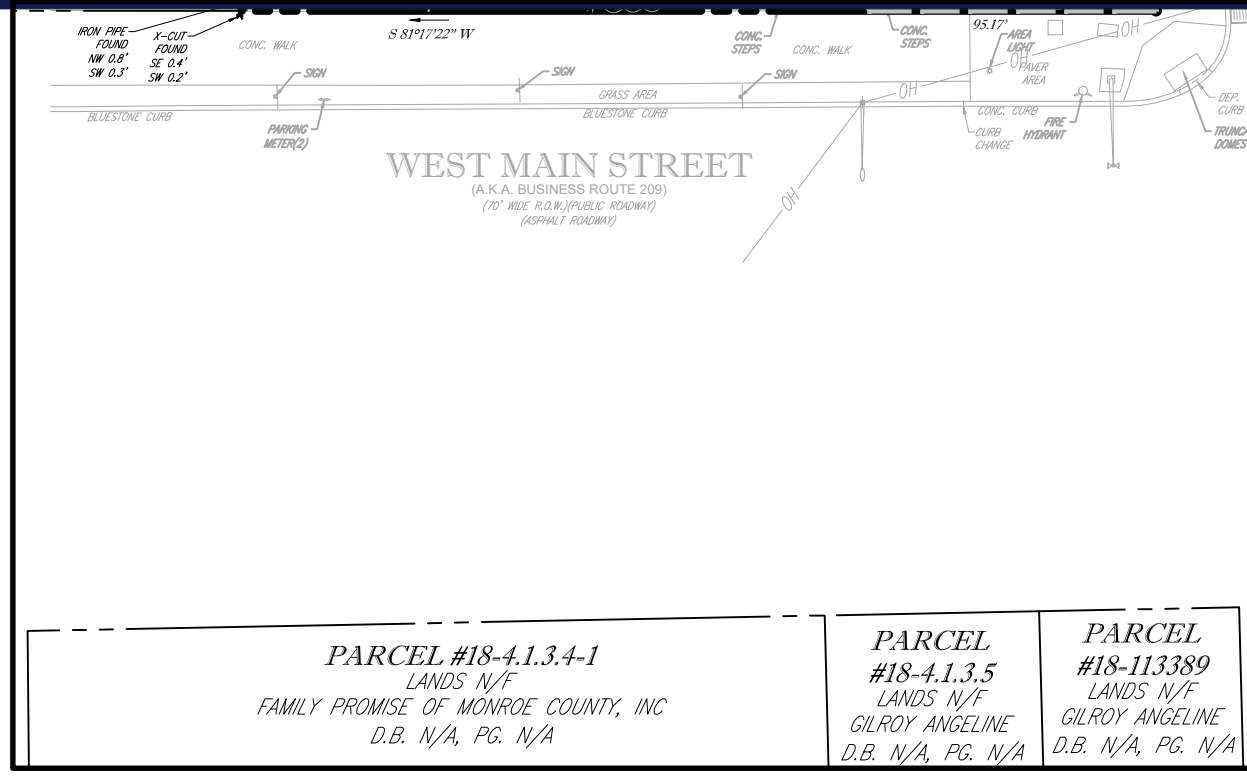 IRON PIPE
FOUND
NW 0.8'
SW 0.3'
X-CUT
FOUND
SE 0.4'
SW 0.2'
CONC. WALK
S 81°17'22" W
CONC.
STEPS
CONC. WALK
CONC.
STEPS
95.17'
AREA
LIGHT
OH
OH
PAVER
AREA
SIGN
SIGN
SIGN
GRASS AREA
OH
BLUESTONE CURB
BLUESTONE CURB
PARKING
METER(2)
CONC. CURB
CURB
CHANGE
FIRE
HYDRANT
DEP.
CURB
DOMES
WEST MAIN STREET
(A.K.A. BUSINESS ROUTE 209)
(70' WIDE R.O.W.)(PUBLIC ROADWAY)
(ASPHALT ROADWAY)
OH
PARCEL #18-4.1.3.4-1
LANDS N/F
FAMILY PROMISE OF MONROE COUNTY, INC
D.B. N/A, PG. N/A
PARCEL
#18-4.1.3.5
LANDS N/F
GILROY ANGELINE
D.B. N/A, PG. N/A
PARCEL
#18-113389
LANDS N/F
GILROY ANGELINE
D.B. N/A, PG. N/A